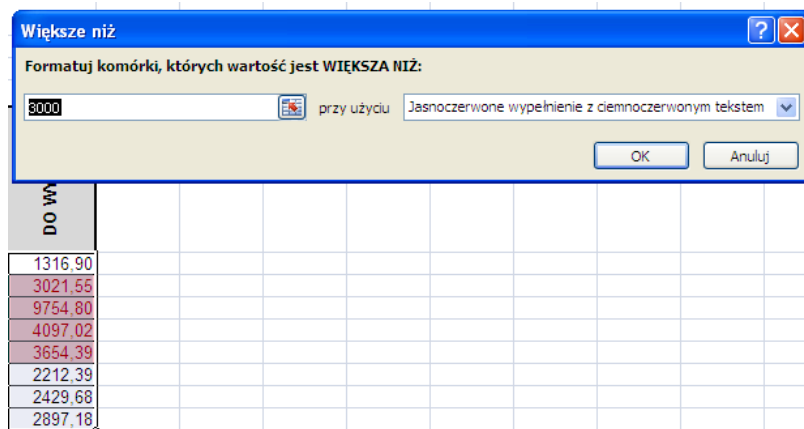 Większe niż
Formatuj komórki, których wartość jest WIĘKSZA NIŻ:
3000 przy użyciu Jasnoczerwone wypełnienie z ciemnoczerwonym tekstem
OK Anuluj
DO WY
1316,90
3021,55
9754,80
4097,02
3654,39
2212,39
2429,68
2897,18